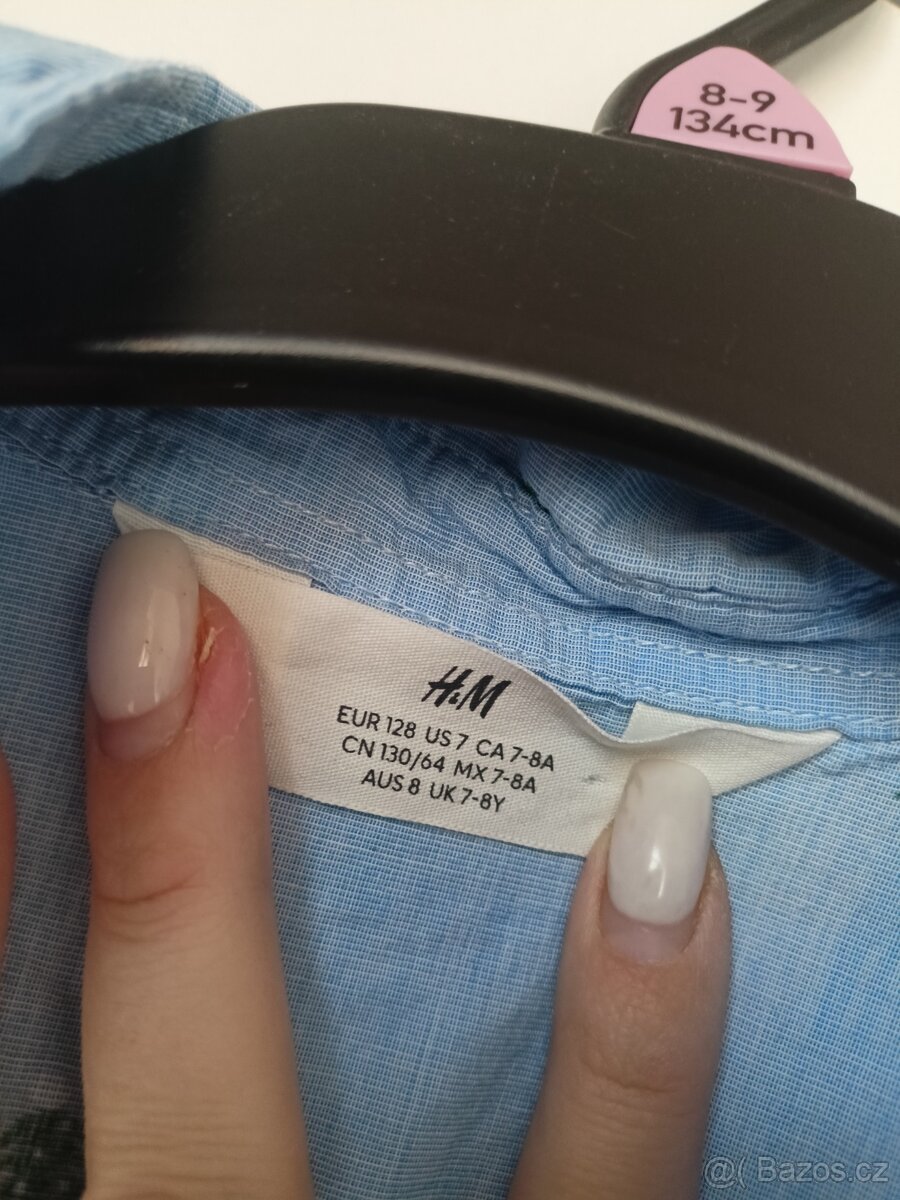 8-9
134cm
H&M
EUR 128 US 7 CA 7-8A
CN 130/64 MX 7-8A
AUS 8 UK 7-8Y
@( Bazos.cz